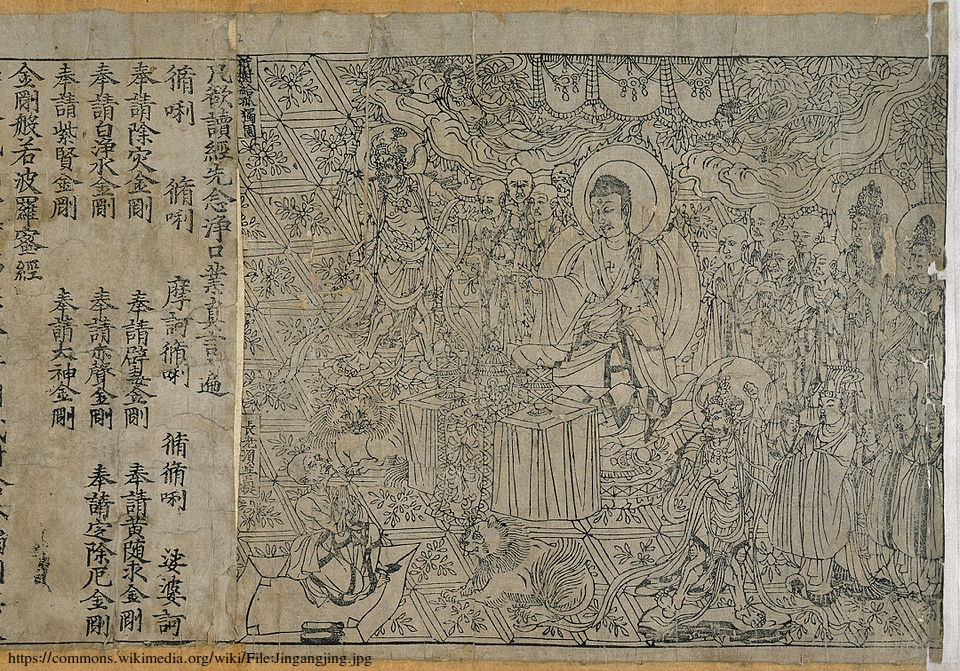 祇樹給孤獨園
長老須菩提
凡欲讀經先念淨口業真言一遍
脩唎 脩唎 摩訶脩唎 脩脩唎 娑婆訶
奉請除灾金剛 奉請辟毒金剛 奉請黃随求金剛
奉請白淨水金剛 奉請赤聲金剛 奉請定除厄金剛
奉請紫賢金剛 奉請大神金剛
金剛般若波羅蜜經
https://commons.wikimedia.org/wiki/File:Jingangjing.jpg